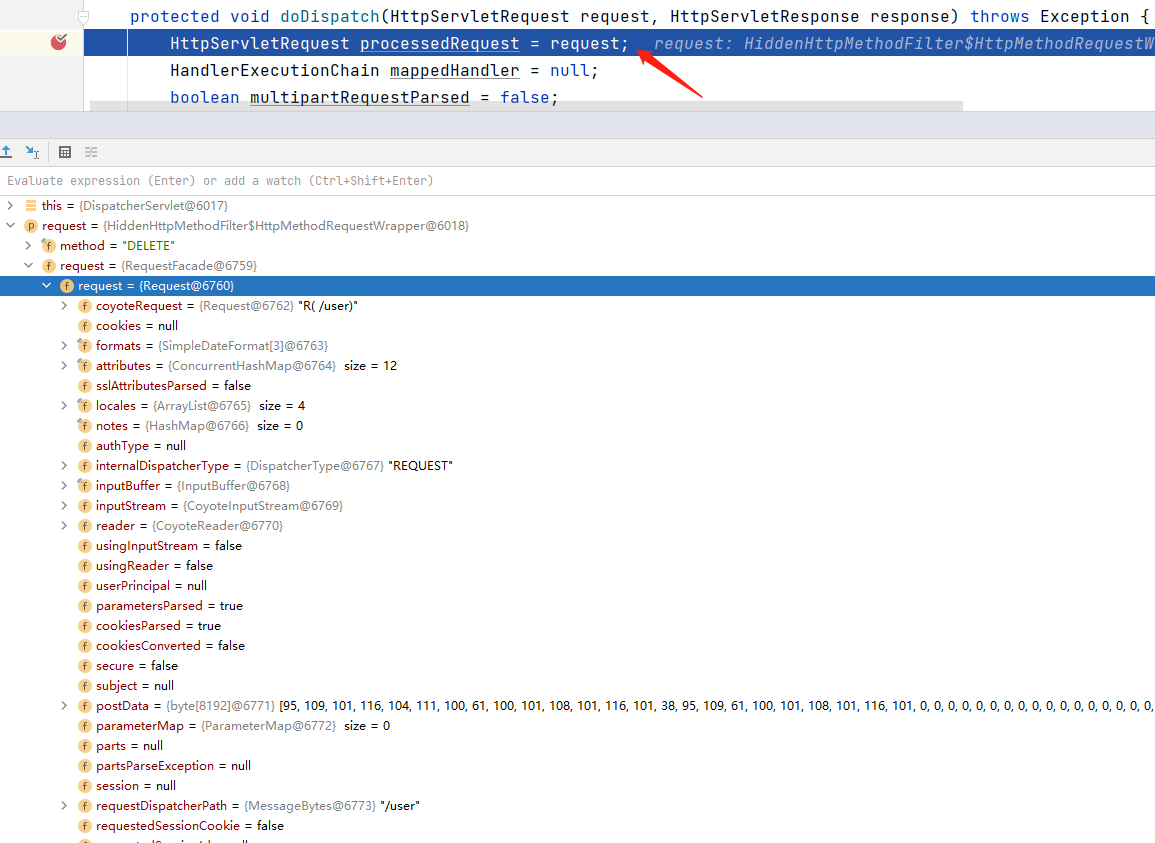 protected void doDispatch(HttpServletRequest request, HttpServletResponse response) throws Exception {
HttpServletRequest processedRequest = request; request: HiddenHttpMethodFilter$HttpMethodRequestW
HandlerExecutionChain mappedHandler = null;
boolean multipartRequestParsed = false;
Evaluate expression (Enter) or add a watch (Ctrl+Shift+Enter)
this = {DispatcherServlet@6017}
p request = {HiddenHttpMethodFilter$HttpMethodRequestWrapper@6018}
f method = "DELETE"
f request = {RequestFacade@6759}
f request = {Request@6760}
f coyoteRequest = {Request@6762} "R( /user)"
f cookies = null
f formats = {SimpleDateFormat[3]@6763}
f attributes = {ConcurrentHashMap@6764} size = 12
f sslAttributesParsed = false
f locales = {ArrayList@6765} size = 4
f notes = {HashMap@6766} size = 0
f authType = null
f internalDispatcherType = {DispatcherType@6767} "REQUEST"
f inputBuffer = {InputBuffer@6768}
f inputStream = {CoyoteInputStream@6769}
f reader = {CoyoteReader@6770}
f usingInputStream = false
f usingReader = false
f userPrincipal = null
f parametersParsed = true
f cookiesParsed = true
f cookiesConverted = false
f secure = false
f subject = null
f postData = {byte[8192]@6771} [95, 109, 101, 116, 104, 111, 100, 61, 100, 101, 108, 101, 116, 101, 38, 95, 109, 61, 100, 101, 108, 101, 116, 101, 0, 0, 0, 0, 0, 0, 0, 0, 0, 0, 0, 0, 0, 0, 0, 0, 0,
f parameterMap = {ParameterMap@6772} size = 0
f parts = null
f partsParseException = null
f session = null
f requestDispatcherPath = {MessageBytes@6773} "/user"
f requestedSessionCookie = false